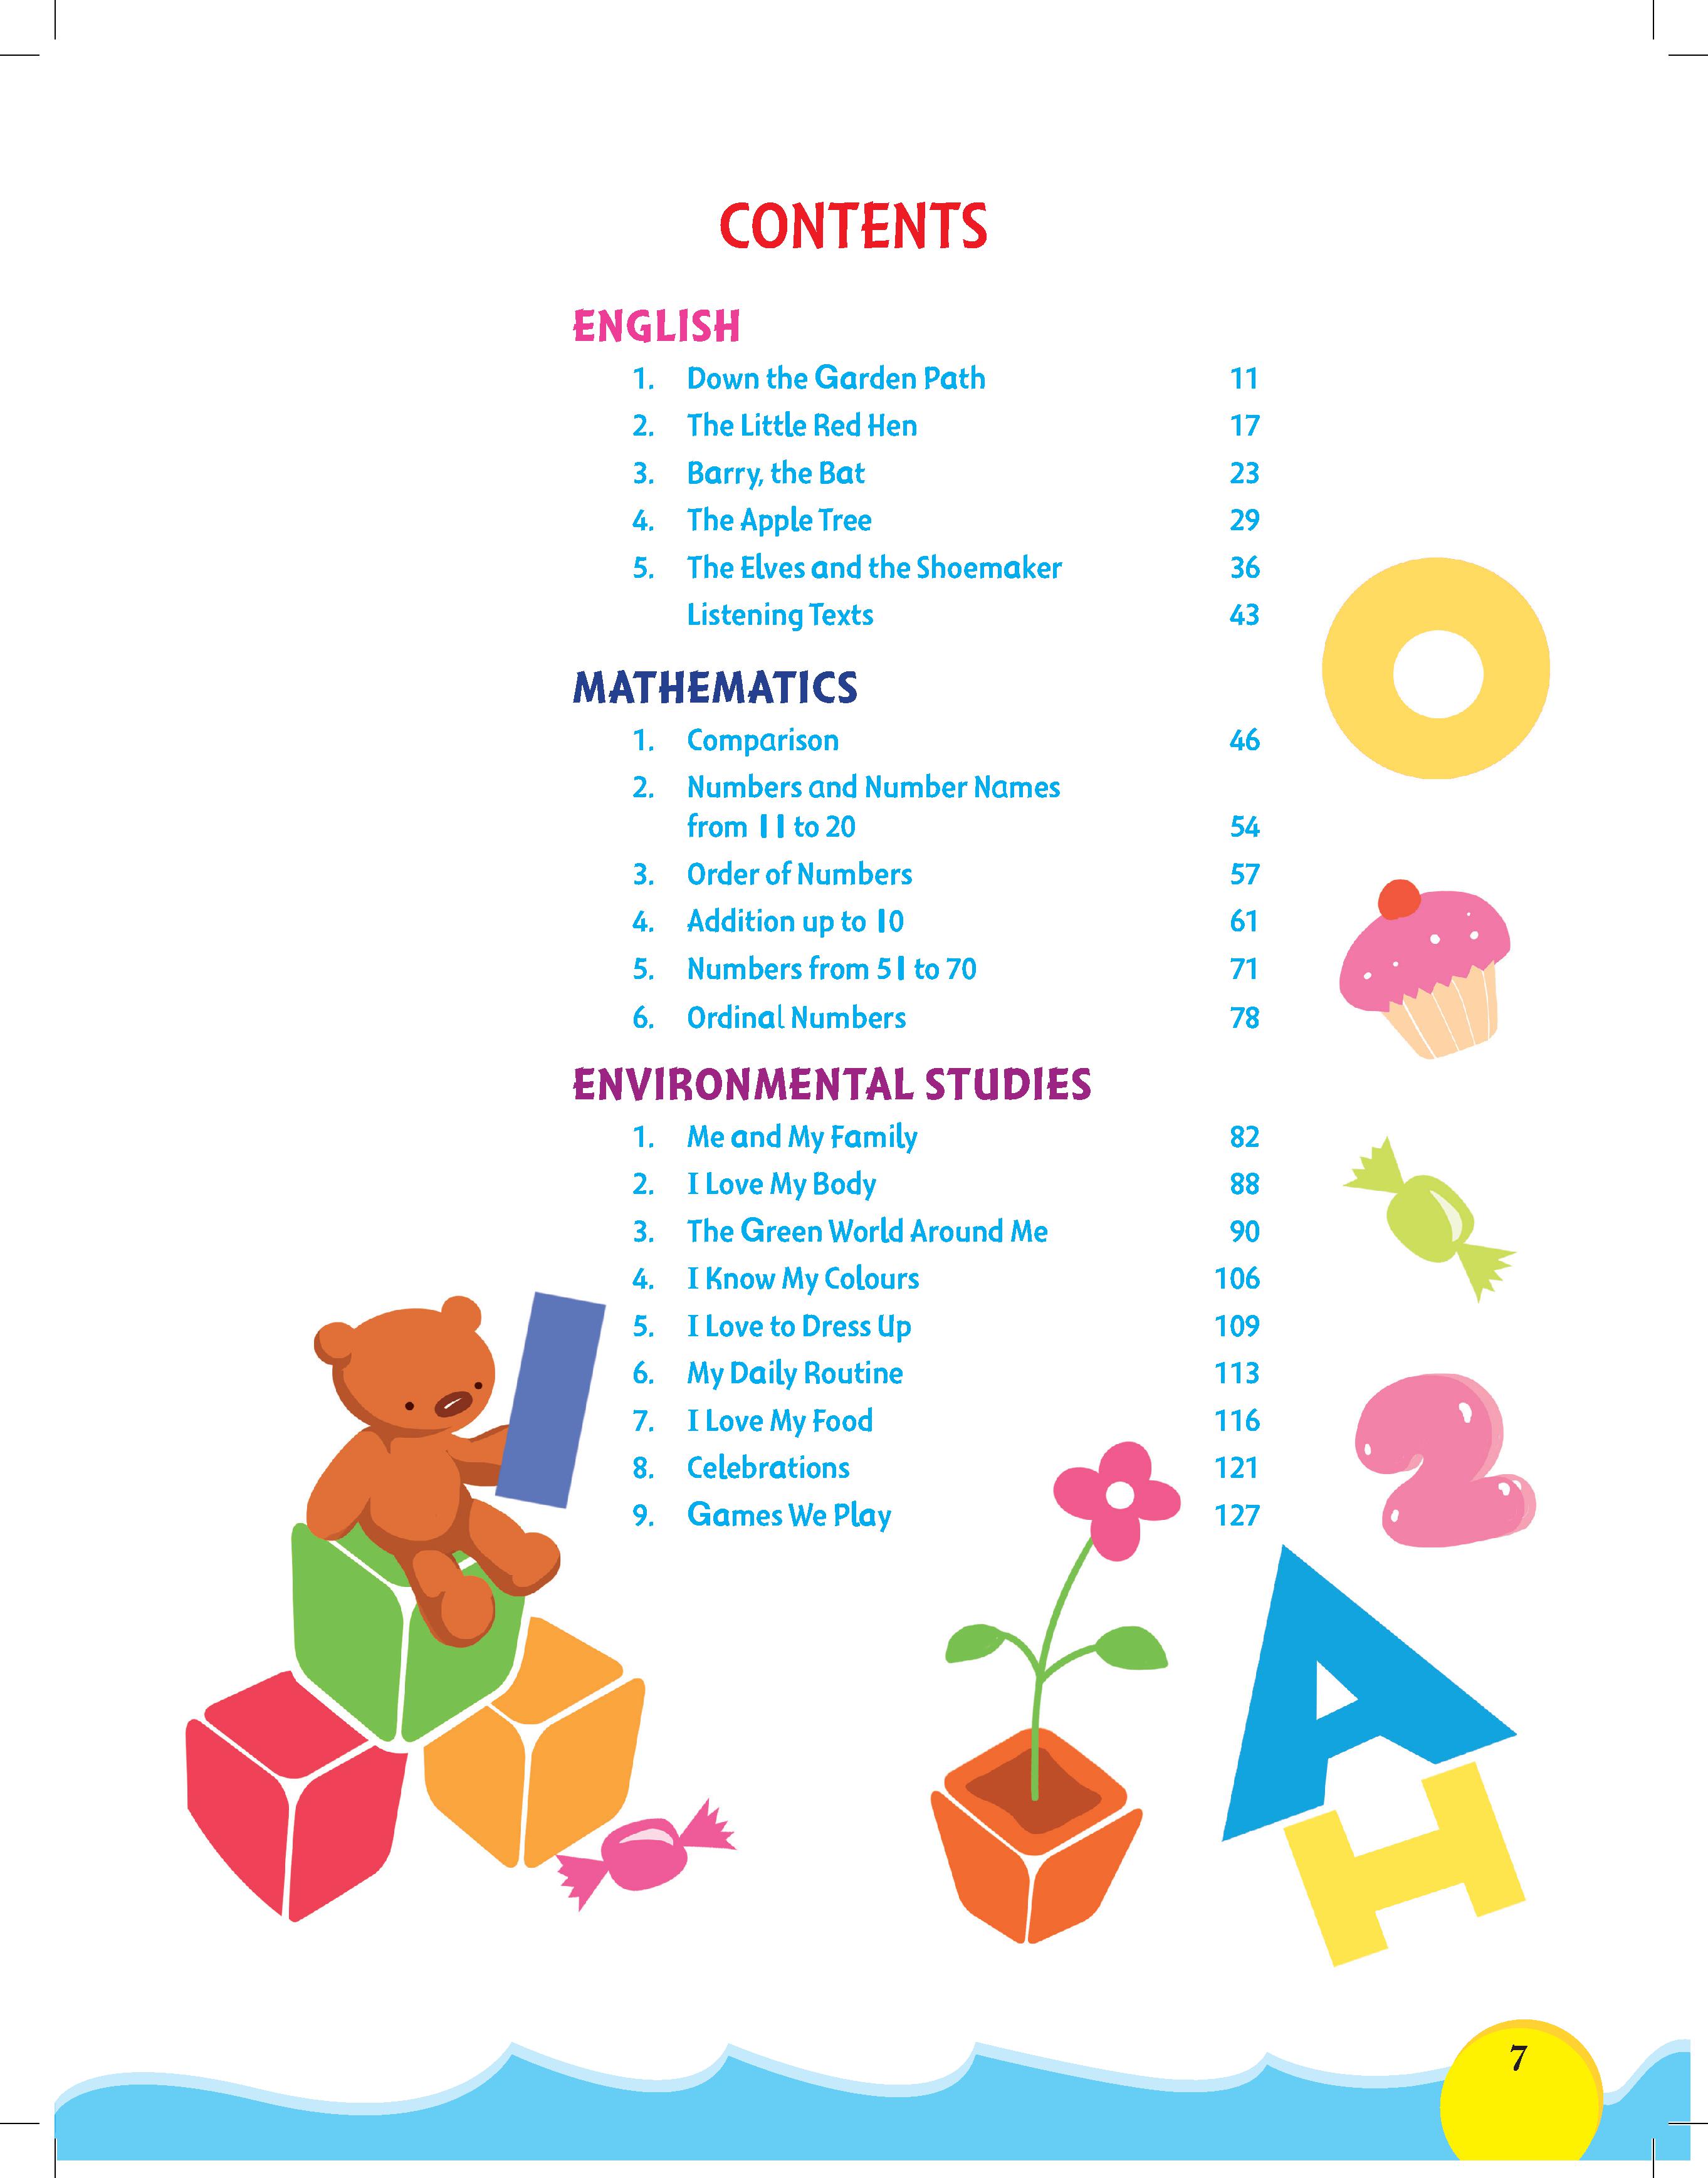 CONTENTS
ENGLISH
1. Down the Garden Path 11
2. The Little Red Hen 17
3. Barry, the Bat 23
4. The Apple Tree 29
5. The Elves and the Shoemaker 36
Listening Texts 43
MATHEMATICS
1. Comparison 46
2. Numbers and Number Names
from 11 to 20 54
3. Order of Numbers 57
4. Addition up to 10 61
5. Numbers from 51 to 70 71
6. Ordinal Numbers 78
ENVIRONMENTAL STUDIES
1. Me and My Family 82
2. I Love My Body 88
3. The Green World Around Me 90
4. I Know My Colours 106
5. I Love to Dress Up 109
6. My Daily Routine 113
7. I Love My Food 116
8. Celebrations 121
9. Games We Play 127
2
A
7